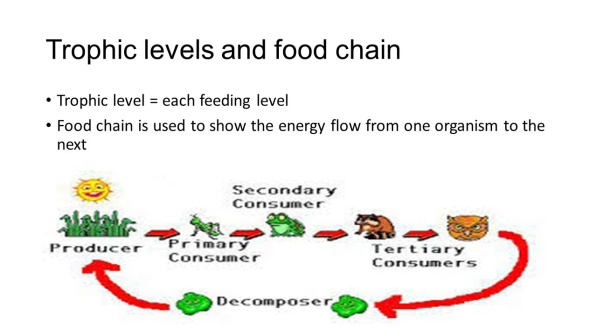 Trophic levels and food chain
• Trophic level = each feeding level
• Food chain is used to show the energy flow from one organism to the
next
Secondary
Consumer
Producer
Primary
Consumer
Tertiary
Consumers
Decomposer